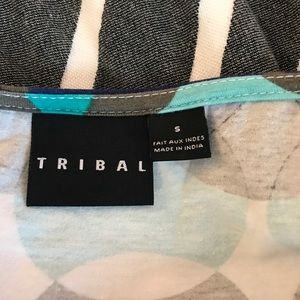 TRIBAL
S
FAIT AUX INDES
MADE IN INDIA